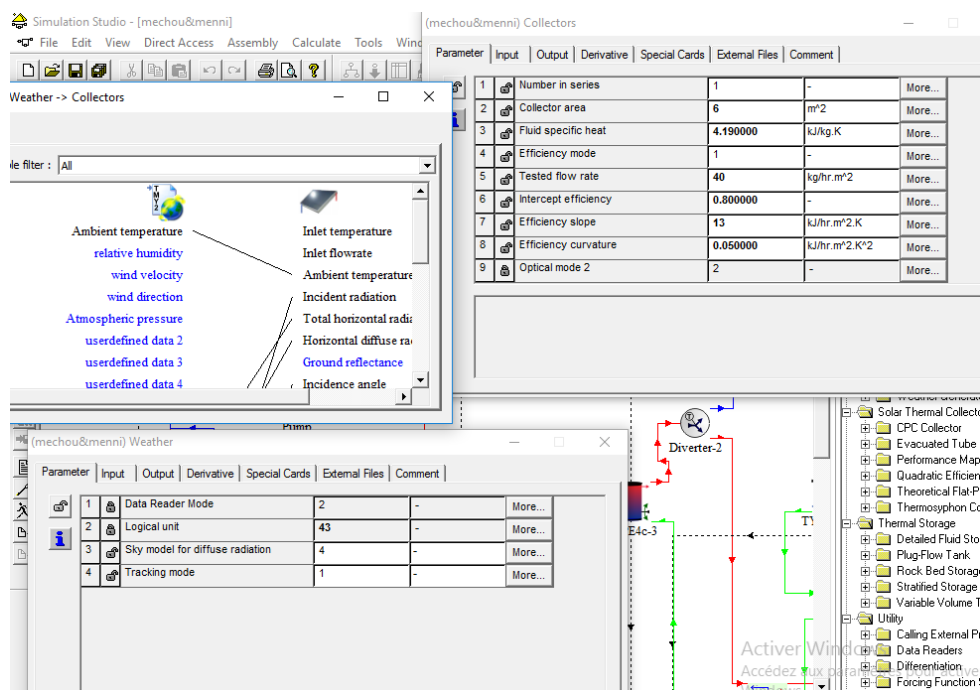 Simulation Studio - [mechou&menni]
File Edit View Direct Access Assembly Calculate Tools
(mechou&menni) Collectors
Parameter Input Output Derivative Special Cards External Files Comment
1 Number in series 1 - More...
2 Collector area 6 m^2 More...
3 Fluid specific heat 4.190000 kJ/kg.K More...
4 Efficiency mode 1 - More...
5 Tested flow rate 40 kg/hr.m^2 More...
6 Intercept efficiency 0.800000 - More...
7 Efficiency slope 13 kJ/hr.m^2.K More...
8 Efficiency curvature 0.050000 kJ/hr.m^2.K^2 More...
9 Optical mode 2 2 - More...
Weather -> Collectors
le filter : All
TMY2
Ambient temperature Inlet temperature
relative humidity Inlet flowrate
wind velocity Ambient temperature
wind direction Incident radiation
Atmospheric pressure Total horizontal radia
userdefined data 2 Horizontal diffuse ra
userdefined data 3 Ground reflectance
userdefined data 4 Incidence angle
Pump
(mechou&menni) Weather
Parameter Input Output Derivative Special Cards External Files Comment
1 Data Reader Mode 2 - More...
2 Logical unit 43 - More...
3 Sky model for diffuse radiation 4 - More...
4 Tracking mode 1 - More...
Diverter-2
E4c-3
TY
Solar Thermal Collecto
CPC Collector
Evacuated Tube
Performance Map
Quadratic Efficien
Theoretical Flat-P
Thermosyphon Co
Thermal Storage
Detailed Fluid Sto
Plug-Flow Tank
Rock Bed Storage
Stratified Storage
Variable Volume T
Utility
Calling External Pr
Data Readers
Differentiation
Forcing Function
Activer Windows
Accédez aux paramètres pour active